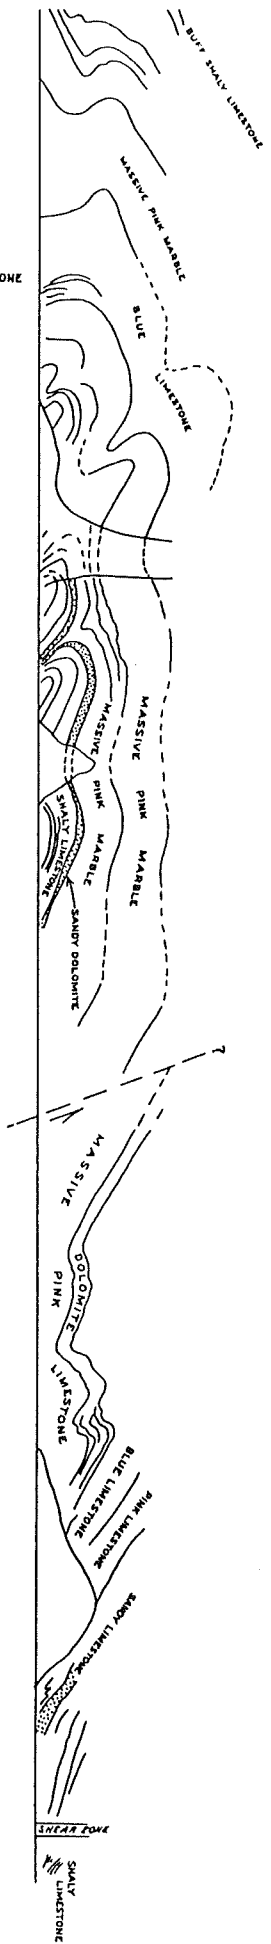 BUFF SHALY LIMESTONE
MASSIVE PINK MARBLE
BLUE
LIMESTONE
MASSIVE PINK MARBLE
MASSIVE PINK MARBLE
SHALY LIMESTONE
SANDY DOLOMITE
?
MASSIVE
DOLOMITE
PINK
LIMESTONE
BLUE LIMESTONE
PINK LIMESTONE
SANDY LIMESTONE
SHEAR ZONE
SHALY
LIMESTONE